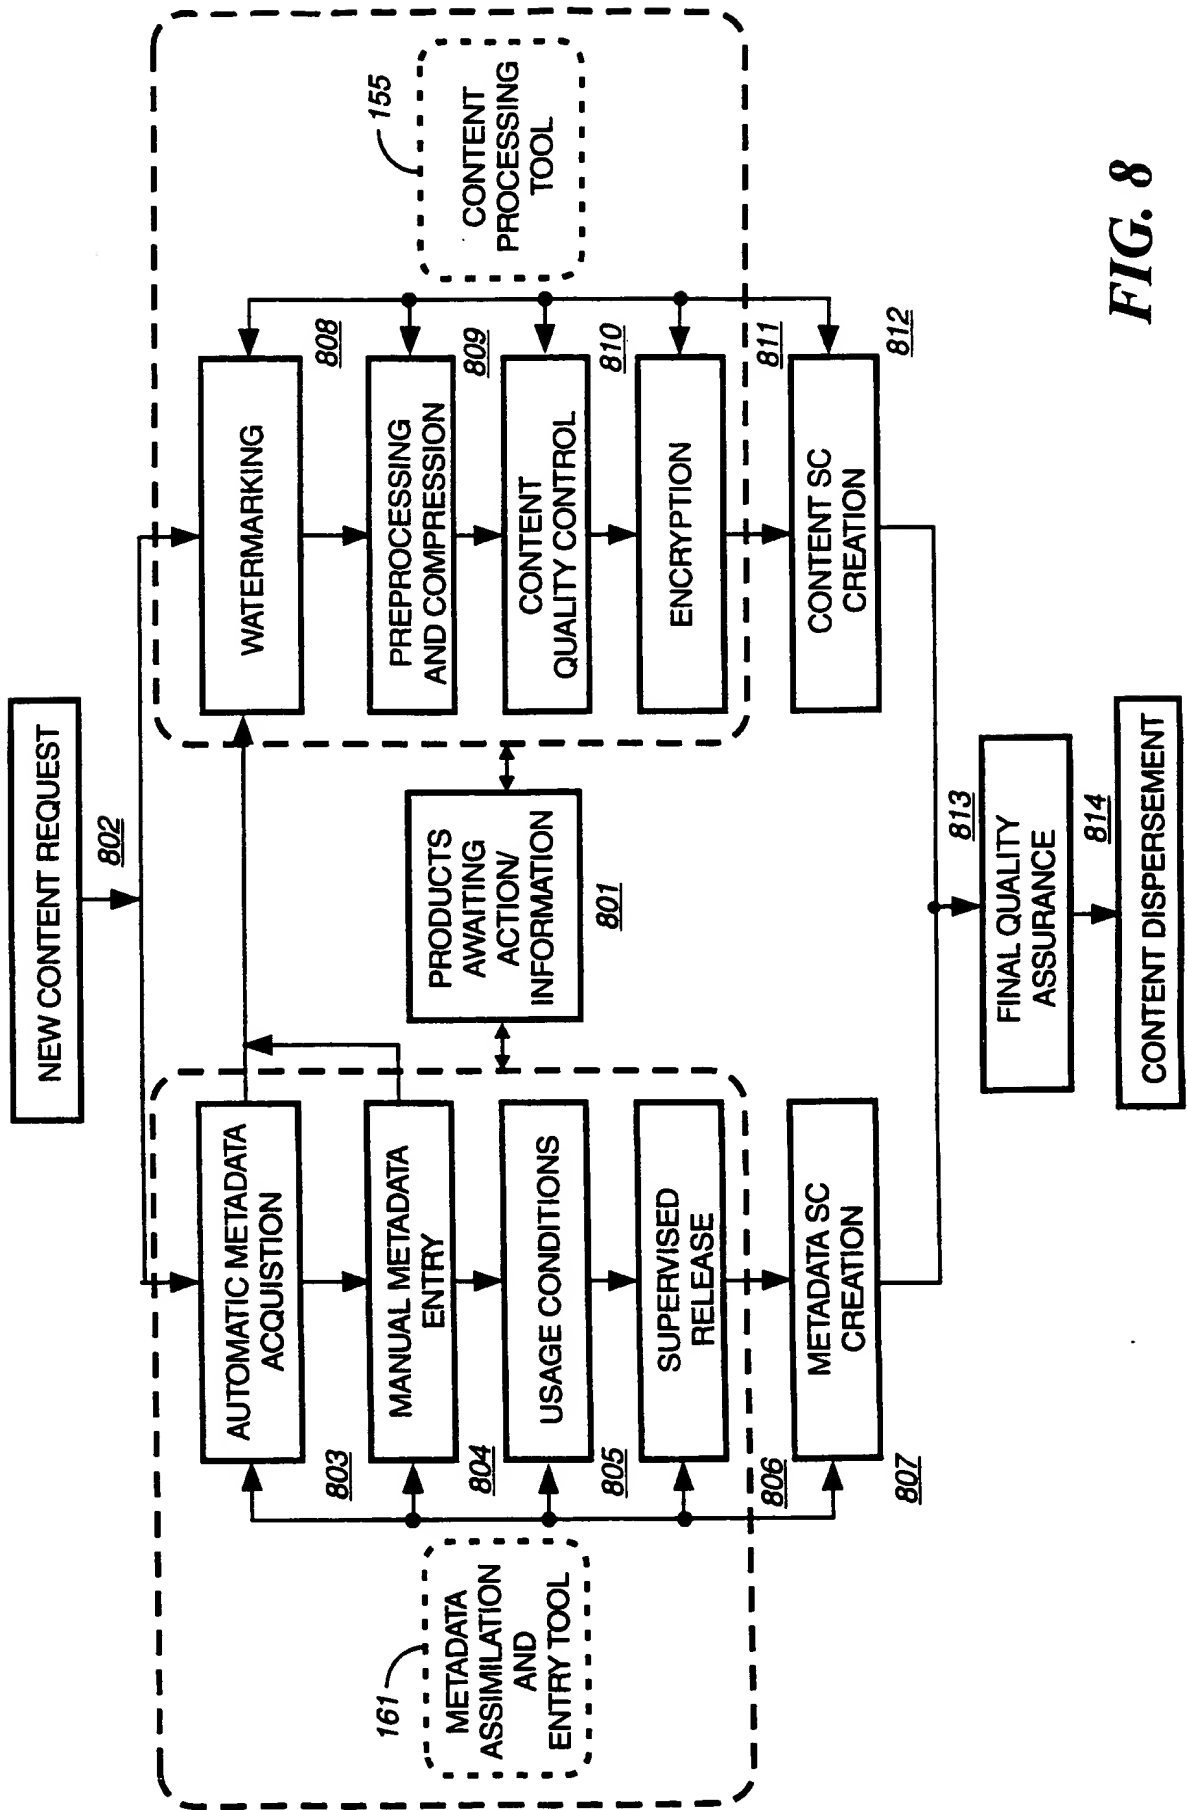 NEW CONTENT REQUEST
802
AUTOMATIC METADATA
ACQUISTION
803
MANUAL METADATA
ENTRY
804
USAGE CONDITIONS
805
SUPERVISED
RELEASE
806
METADATA SC
CREATION
807
161
METADATA
ASSIMILATION
AND
ENTRY TOOL
PRODUCTS
AWAITING
ACTION/
INFORMATION
801
WATERMARKING
808
PREPROCESSING
AND COMPRESSION
809
CONTENT
QUALITY CONTROL
810
ENCRYPTION
811
CONTENT SC
CREATION
812
155
CONTENT
PROCESSING
TOOL
813
FINAL QUALITY
ASSURANCE
814
CONTENT DISPERSEMENT
FIG. 8